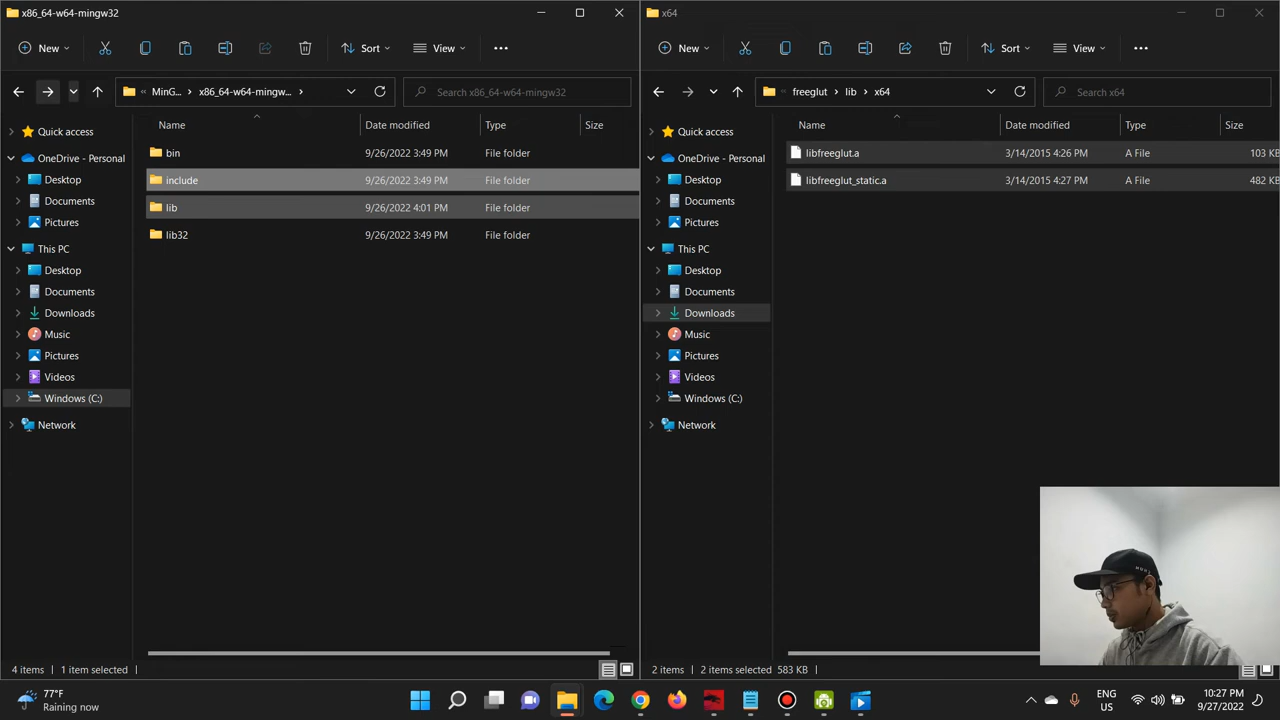 x86_64-w64-mingw32
New
Sort
View
MinG...
x86_64-w64-mingw...
Search x86_64-w64-mingw32
Name
Date modified
Type
Size
Quick access
OneDrive - Personal
Desktop
Documents
Pictures
This PC
Desktop
Documents
Downloads
Music
Pictures
Videos
Windows (C:)
Network
bin 9/26/2022 3:49 PM File folder
include 9/26/2022 3:49 PM File folder
lib 9/26/2022 4:01 PM File folder
lib32 9/26/2022 3:49 PM File folder
4 items 1 item selected
x64
New
Sort
View
freeglut
lib
x64
Search x64
Name
Date modified
Type
Size
Quick access
OneDrive - Personal
Desktop
Documents
Pictures
This PC
Desktop
Documents
Downloads
Music
Pictures
Videos
Windows (C:)
Network
libfreeglut.a 3/14/2015 4:26 PM A File 103 KB
libfreeglut_static.a 3/14/2015 4:27 PM A File 482 KB
2 items 2 items selected 583 KB
77°F
Raining now
ENG
US
10:27 PM
9/27/2022